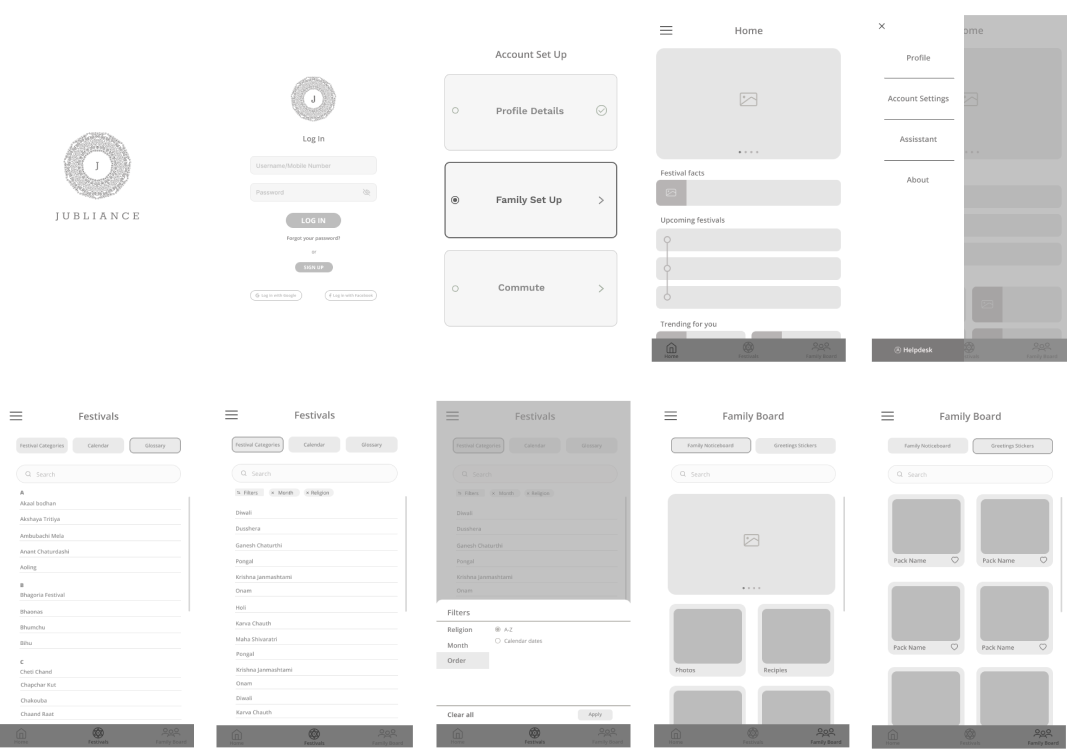 J
JUBLIANCE
J
Log In
Username/Mobile Number
Password
LOG IN
Forgot your password?
or
SIGN UP
Log in with Google
Log in with Facebook
Account Set Up
Profile Details
Family Set Up
Commute
Home
Festival facts
Upcoming festivals
Trending for you
Home
Festivals
Family Board
ome
Profile
Account Settings
Assisstant
About
Helpdesk
Festivals
Family Board
Festivals
Festival Categories
Calendar
Glossary
Search
A
Akaal bodhan
Akshaya Tritiya
Ambubachi Mela
Anant Chaturdashi
Aoling
B
Bhagoria Festival
Bhaonas
Bhumchu
Bihu
C
Cheti Chand
Chapchar Kut
Chakouba
Chaand Raat
Home
Festivals
Family Board
Festivals
Festival Categories
Calendar
Glossary
Search
Filters
Month
Religion
Diwali
Dusshera
Ganesh Chaturthi
Pongal
Krishna Janmashtami
Onam
Holi
Karva Chauth
Maha Shivaratri
Pongal
Krishna Janmashtami
Onam
Diwali
Karva Chauth
Home
Festivals
Family Board
Festivals
Festival Categories
Calendar
Glossary
Search
Filters
Month
Religion
Diwali
Dusshera
Ganesh Chaturthi
Pongal
Krishna Janmashtami
Onam
Filters
Religion
A-Z
Calendar dates
Month
Order
Clear all
Apply
Home
Festivals
Family Board
Family Board
Family Noticeboard
Greetings Stickers
Search
Photos
Recipies
Home
Festivals
Family Board
Family Board
Family Noticeboard
Greetings Stickers
Search
Pack Name
Pack Name
Pack Name
Pack Name
Home
Festivals
Family Board